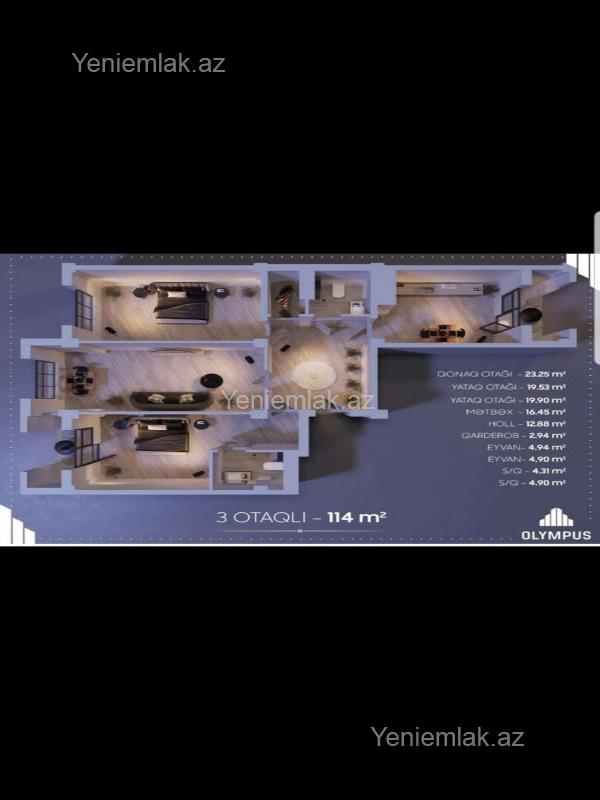 Yeniemlak.az
QONAQ OTAĞI - 23.25 m²
YATAQ OTAĞI - 19.53 m²
YATAQ OTAĞI - 19.90 m²
Yeniemlak.az
MƏTBƏX - 16.45 m²
HOLL - 12.88 m²
QARDEROB - 2.94 m²
EYVAN- 4.94 m²
EYVAN- 4.90 m²
S/Q - 4.31 m²
S/Q - 4.90 m²
3 OTAQLI - 114 m²
OLYMPUS
Yeniemlak.az